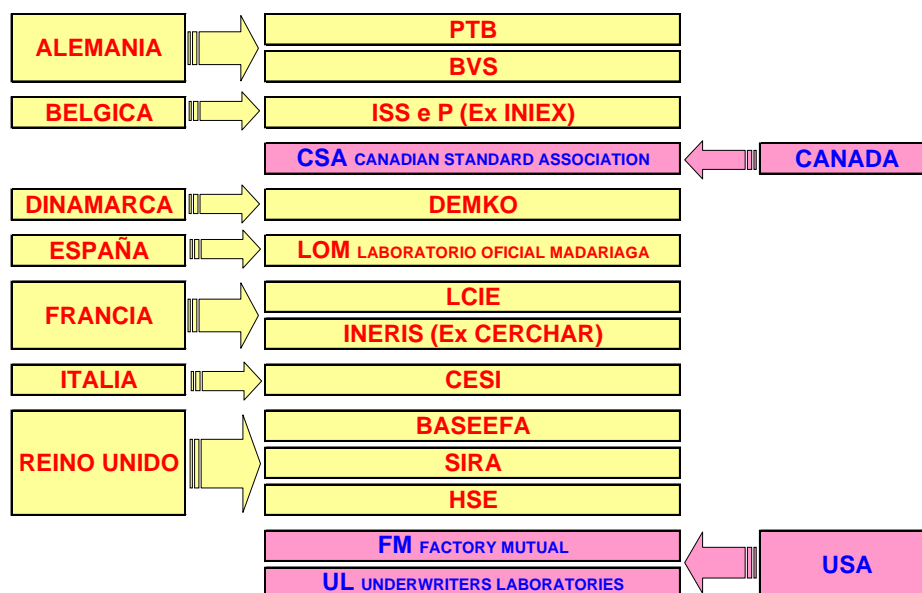 ALEMANIA
PTB
BVS
BELGICA
ISS e P (Ex INIEX)
CSA CANADIAN STANDARD ASSOCIATION
CANADA
DINAMARCA
DEMKO
ESPAÑA
LOM LABORATORIO OFICIAL MADARIAGA
FRANCIA
LCIE
INERIS (Ex CERCHAR)
ITALIA
CESI
REINO UNIDO
BASEEFA
SIRA
HSE
FM FACTORY MUTUAL
UL UNDERWRITERS LABORATORIES
USA